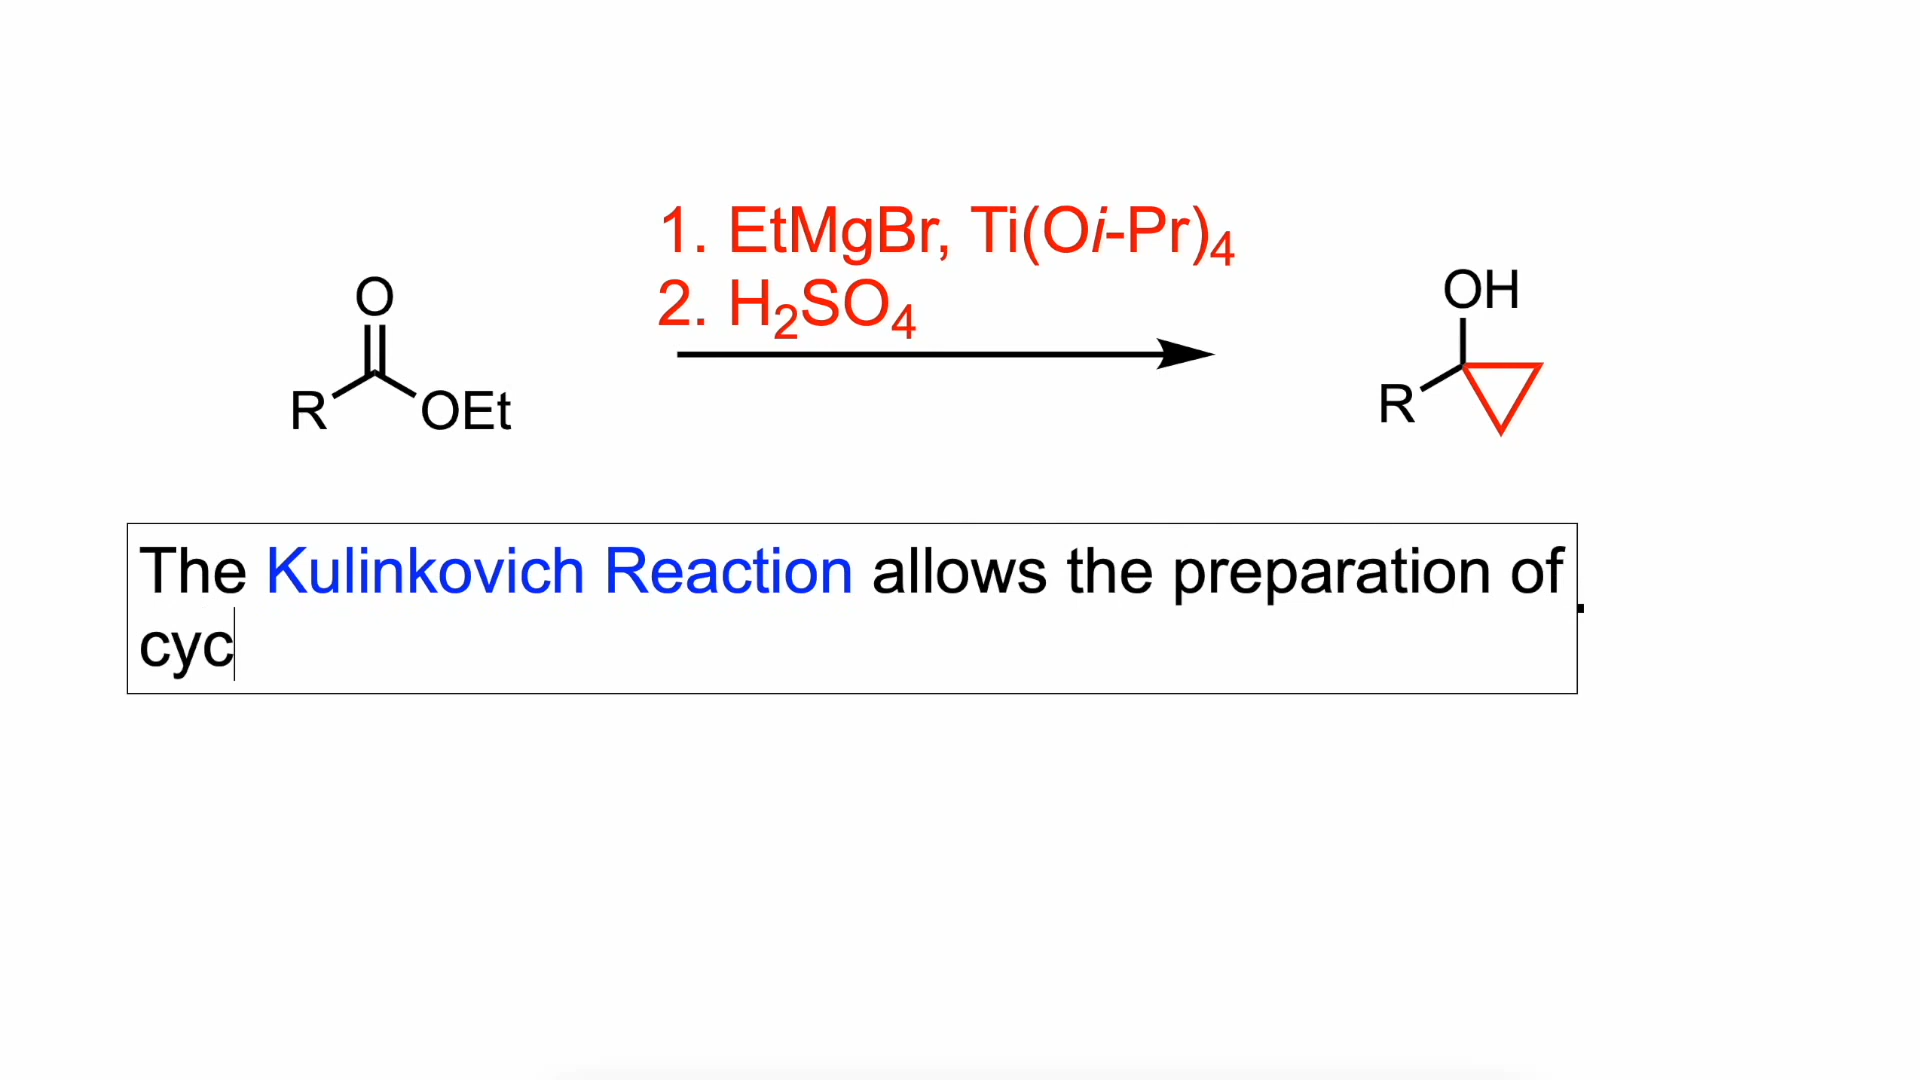 1. EtMgBr, Ti(Oi-Pr)4
2. H2SO4
O
R
OEt
OH
R
The Kulinkovich Reaction allows the preparation of
cyc